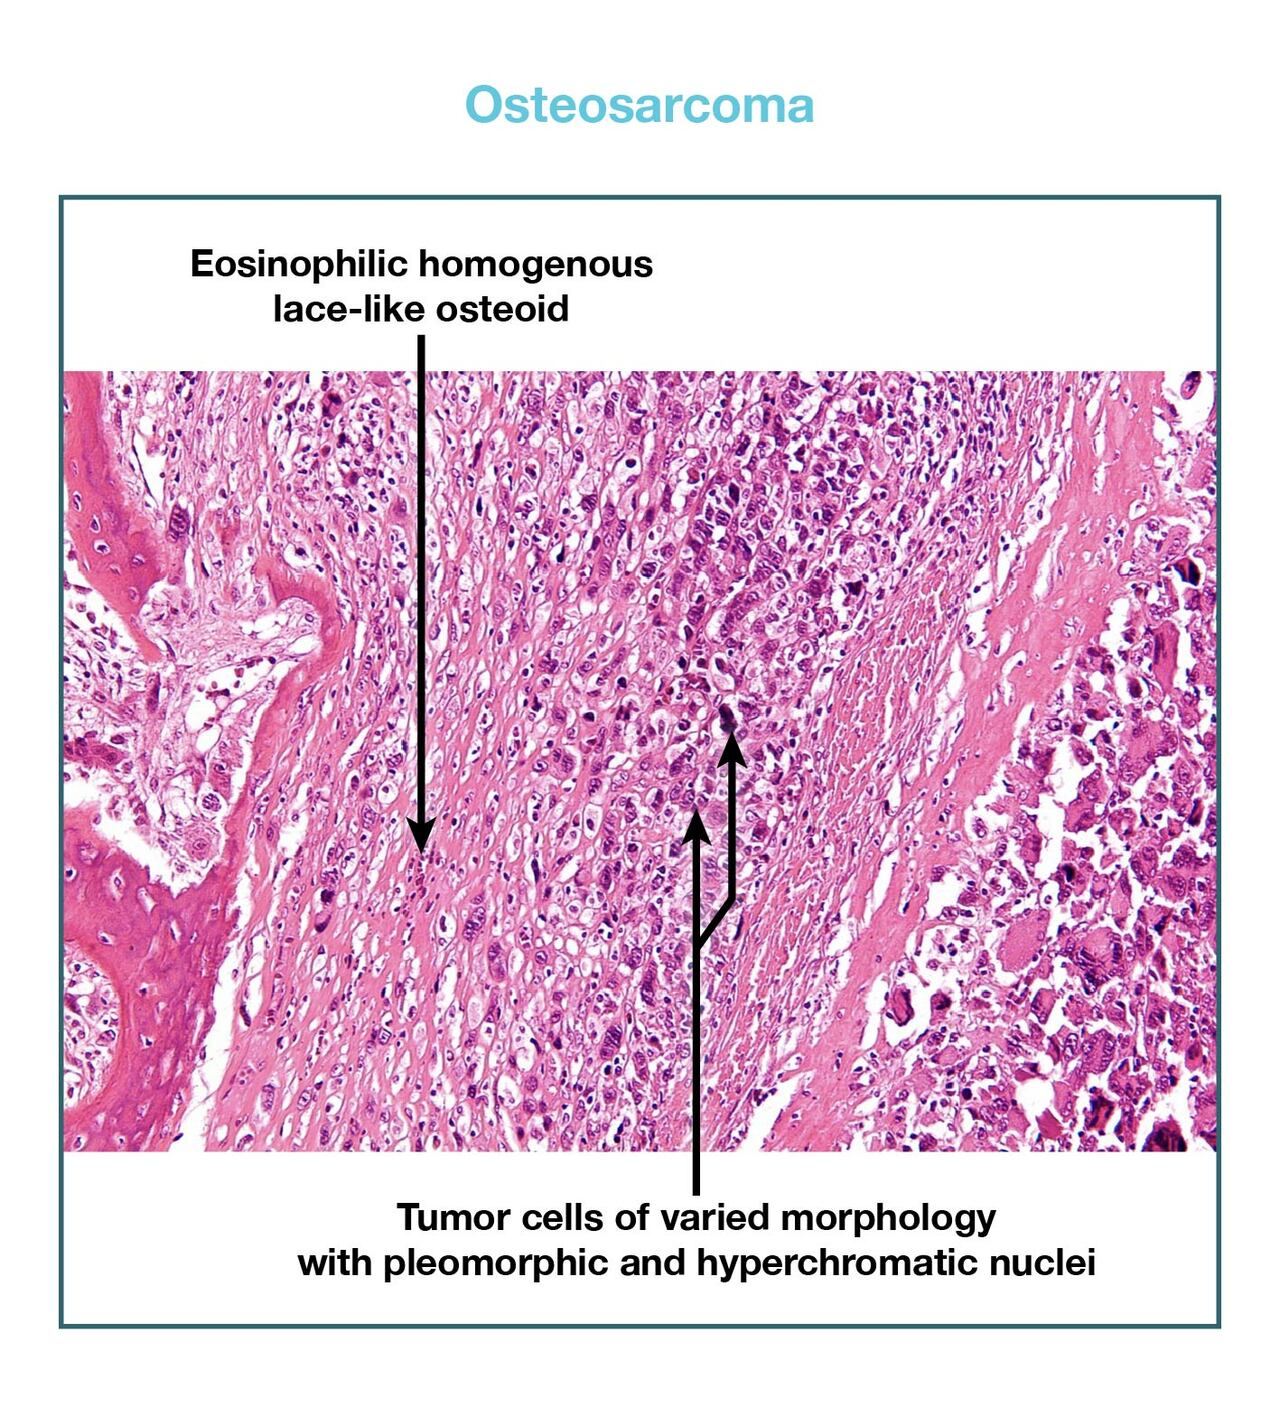 Osteosarcoma
Eosinophilic homogenous
lace-like osteoid
Tumor cells of varied morphology
with pleomorphic and hyperchromatic nuclei